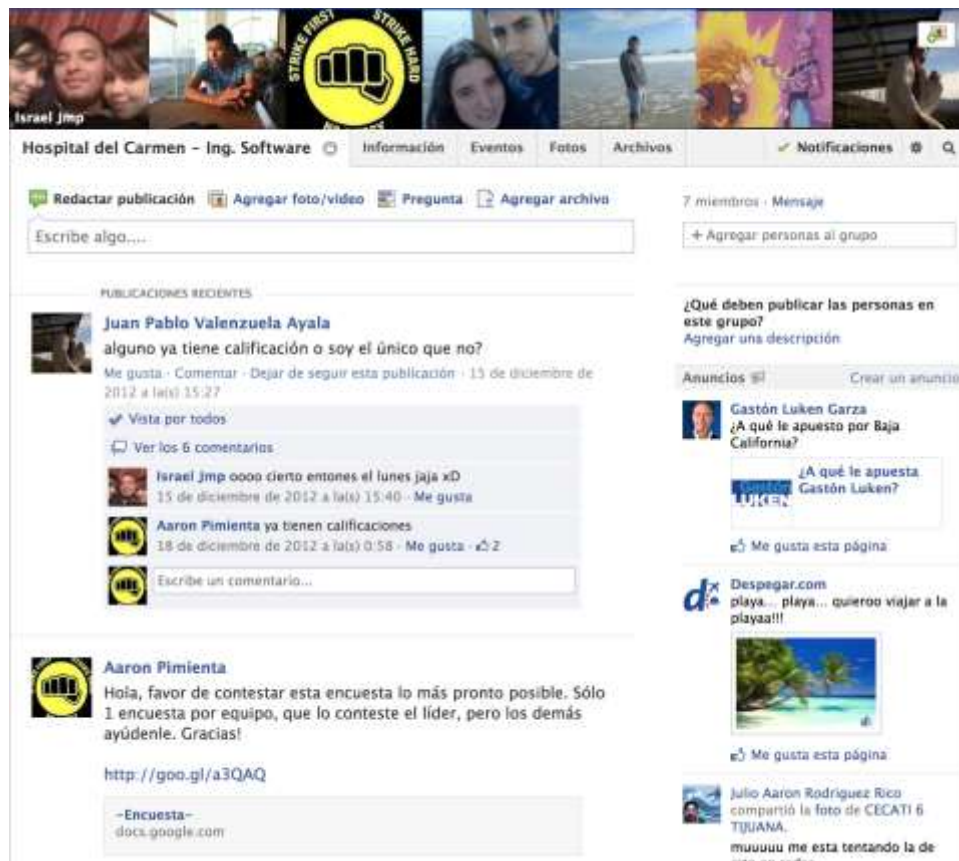 STRIKE FIRST
STRIKE HARD
Israel Jmp
Hospital del Carmen - Ing. Software
Información
Eventos
Fotos
Archivos
Notificaciones
Redactar publicación
Agregar foto/video
Pregunta
Agregar archivo
Escribe algo....
7 miembros · Mensaje
+ Agregar personas al grupo
PUBLICACIONES RECIENTES
Juan Pablo Valenzuela Ayala
alguno ya tiene calificación o soy el único que no?
Me gusta · Comentar · Dejar de seguir esta publicación · 15 de diciembre de
2012 a la(s) 15:27
Vista por todos
Ver los 6 comentarios
Israel Jmp oooo cierto entones el lunes jaja xD
15 de diciembre de 2012 a la(s) 15:40 · Me gusta
Aaron Pimienta ya tienen calificaciones
18 de diciembre de 2012 a la(s) 0:58 · Me gusta · 2
Escribe un comentario...
Aaron Pimienta
Hola, favor de contestar esta encuesta lo más pronto posible. Sólo
1 encuesta por equipo, que lo conteste el líder, pero los demás
ayúdenle. Gracias!
http://goo.gl/a3QAQ
-Encuesta-
docs.google.com
¿Qué deben publicar las personas en
este grupo?
Agregar una descripción
Anuncios
Crear un anuncio
Gastón Luken Garza
¿A qué le apuesto por Baja
California?
Gastón
LUKEN
¿A qué le apuesta
Gastón Luken?
Me gusta esta página
Despegar.com
playa... playa... quieroo viajar a la
playaa!!!
Me gusta esta página
Julio Aaron Rodriguez Rico
compartió la foto de CECATI 6
TIJUANA.
muuuuu me esta tentando la de